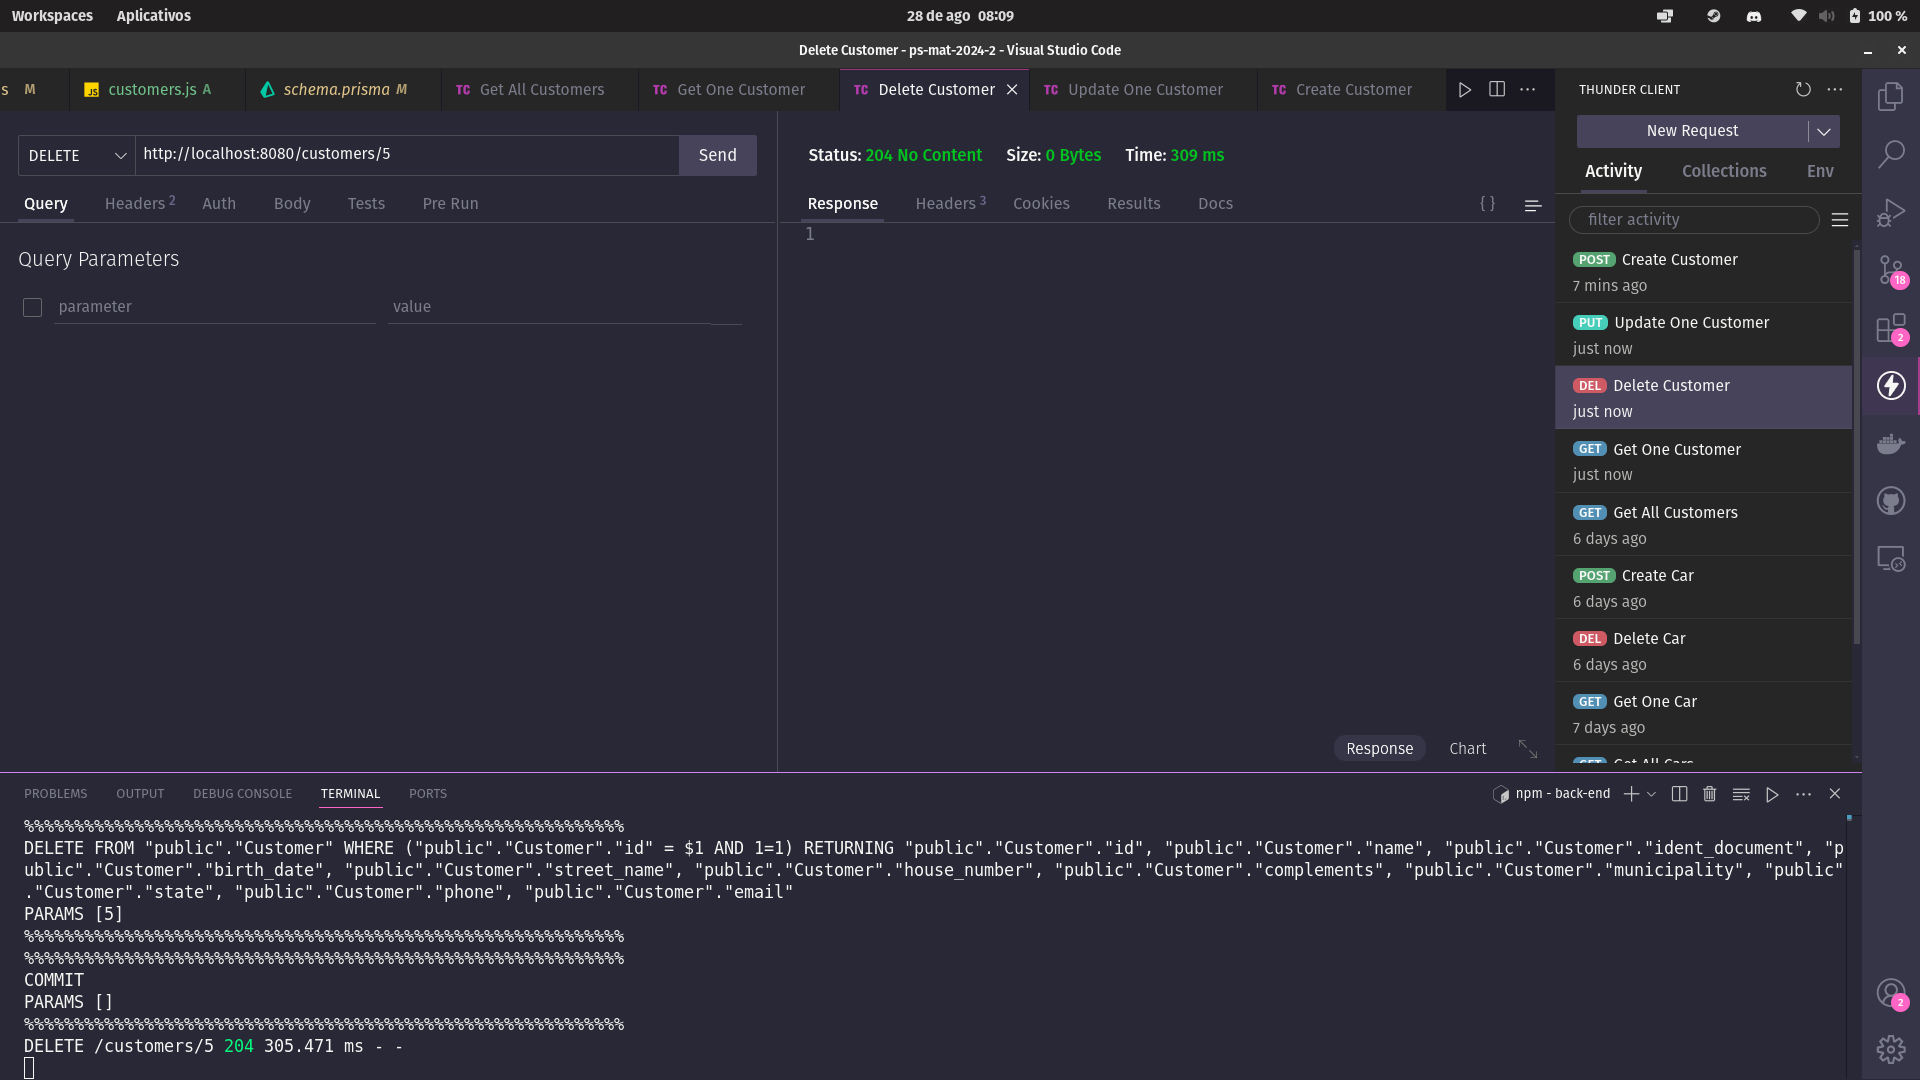 Workspaces Aplicativos 28 de ago 08:09 100 %
Delete Customer - ps-mat-2024-2 - Visual Studio Code
s M JS customers.js A schema.prisma M TC Get All Customers TC Get One Customer TC Delete Customer TC Update One Customer TC Create Customer
THUNDER CLIENT
New Request
Activity Collections Env
filter activity
POST Create Customer
7 mins ago
PUT Update One Customer
just now
DEL Delete Customer
just now
GET Get One Customer
just now
GET Get All Customers
6 days ago
POST Create Car
6 days ago
DEL Delete Car
6 days ago
GET Get One Car
7 days ago
GET Get All Cars
18
2
2
DELETE http://localhost:8080/customers/5 Send
Query Headers 2 Auth Body Tests Pre Run
Query Parameters
parameter value
Status: 204 No Content Size: 0 Bytes Time: 309 ms
Response Headers 3 Cookies Results Docs { }
1
Response Chart
PROBLEMS OUTPUT DEBUG CONSOLE TERMINAL PORTS npm - back-end
%%%%%%%%%%%%%%%%%%%%%%%%%%%%%%%%%%%%%%%%%%%%%%%%%%%%%%%%%%%%
DELETE FROM "public"."Customer" WHERE ("public"."Customer"."id" = $1 AND 1=1) RETURNING "public"."Customer"."id", "public"."Customer"."name", "public"."Customer"."ident_document", "p
ublic"."Customer"."birth_date", "public"."Customer"."street_name", "public"."Customer"."house_number", "public"."Customer"."complements", "public"."Customer"."municipality", "public"
."Customer"."state", "public"."Customer"."phone", "public"."Customer"."email"
PARAMS [5]
%%%%%%%%%%%%%%%%%%%%%%%%%%%%%%%%%%%%%%%%%%%%%%%%%%%%%%%%%%%%
%%%%%%%%%%%%%%%%%%%%%%%%%%%%%%%%%%%%%%%%%%%%%%%%%%%%%%%%%%%%
COMMIT
PARAMS []
%%%%%%%%%%%%%%%%%%%%%%%%%%%%%%%%%%%%%%%%%%%%%%%%%%%%%%%%%%%%
DELETE /customers/5 204 305.471 ms - -